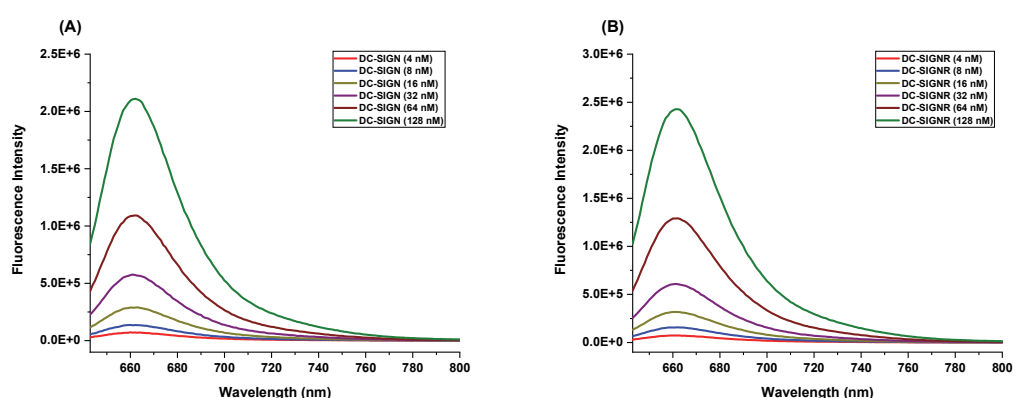 (A)
2.5E+6
2.0E+6
1.5E+6
1.0E+6
5.0E+5
0.0E+0
Fluorescence Intensity
660 680 700 720 740 760 780 800
Wavelength (nm)
DC-SIGN (4 nM)
DC-SIGN (8 nM)
DC-SIGN (16 nM)
DC-SIGN (32 nM)
DC-SIGN (64 nM)
DC-SIGN (128 nM)
(B)
3.0E+6
2.5E+6
2.0E+6
1.5E+6
1.0E+6
5.0E+5
0.0E+0
Fluorescence Intensity
660 680 700 720 740 760 780 800
Wavelength (nm)
DC-SIGNR (4 nM)
DC-SIGNR (8 nM)
DC-SIGNR (16 nM)
DC-SIGNR (32 nM)
DC-SIGNR (64 nM)
DC-SIGNR (128 nM)